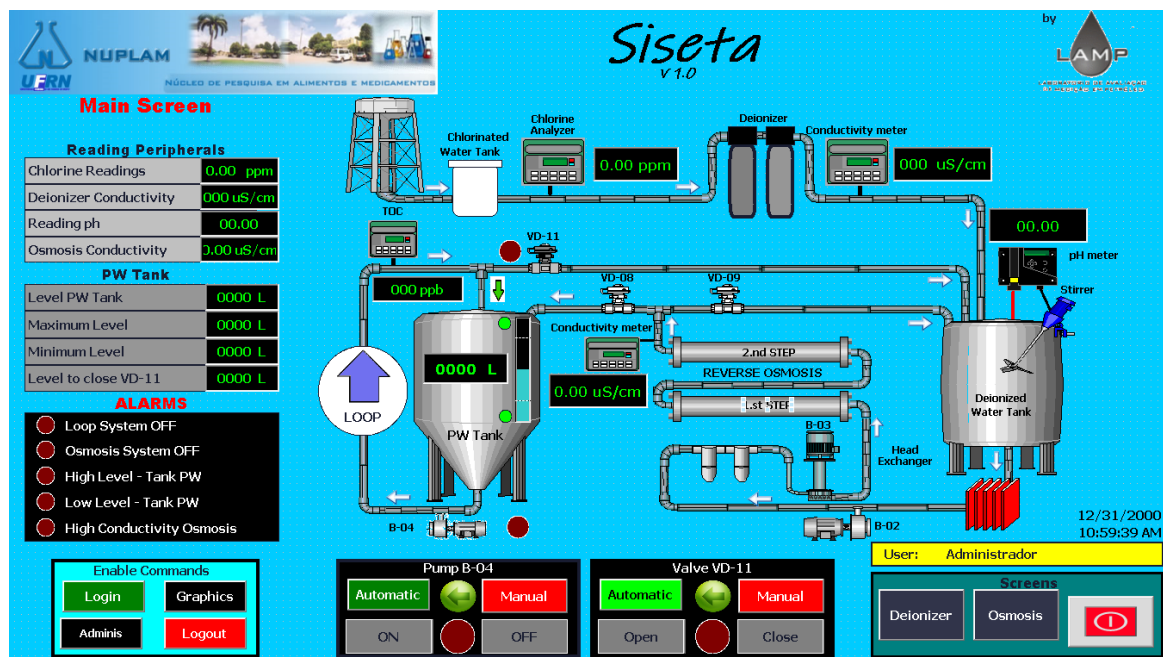 NUPLAM
UFRN
NÚCLEO DE PESQUISA EM ALIMENTOS E MEDICAMENTOS
Siseta
v 1.0
by
LAMP
Main Screen
Reading Peripherals
Chlorine Readings 0.00 ppm
Deionizer Conductivity 000 uS/cm
Reading ph 00.00
Osmosis Conductivity 0.00 uS/cm
PW Tank
Level PW Tank 0000 L
Maximum Level 0000 L
Minimum Level 0000 L
Level to close VD-11 0000 L
ALARMS
Loop System OFF
Osmosis System OFF
High Level - Tank PW
Low Level - Tank PW
High Conductivity Osmosis
Chlorinated
Water Tank
Chlorine
Analyzer
0.00 ppm
Deionizer
Conductivity meter
000 uS/cm
TOC
000 ppb
VD-11
VD-08
VD-09
00.00
pH meter
Stirrer
Conductivity meter
0.00 uS/cm
0000 L
PW Tank
LOOP
2.nd STEP
REVERSE OSMOSIS
1.st STEP
Deionized
Water Tank
B-03
Head
Exchanger
B-04
B-02
12/31/2000
10:59:39 AM
User: Administrador
Enable Commands
Login Graphics
Adminis Logout
Pump B-04
Automatic Manual
ON OFF
Valve VD-11
Automatic Manual
Open Close
Screens
Deionizer Osmosis